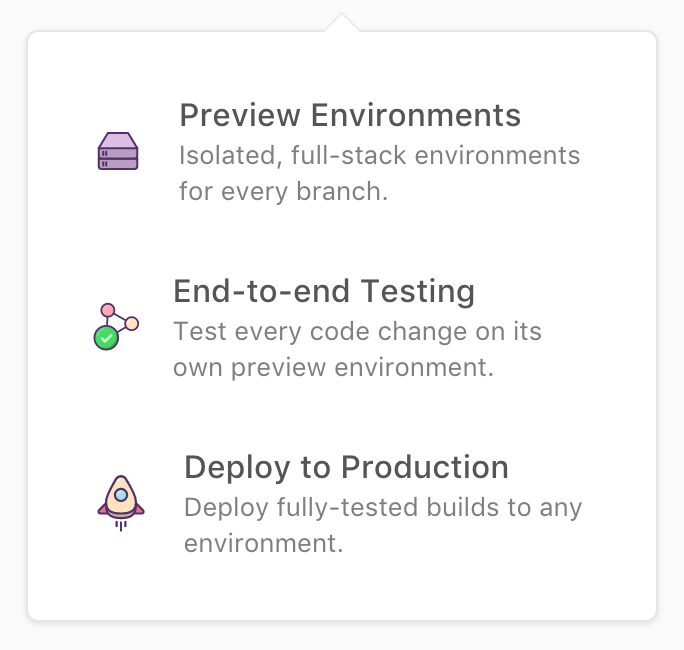 Preview Environments
Isolated, full-stack environments
for every branch.
End-to-end Testing
Test every code change on its
own preview environment.
Deploy to Production
Deploy fully-tested builds to any
environment.